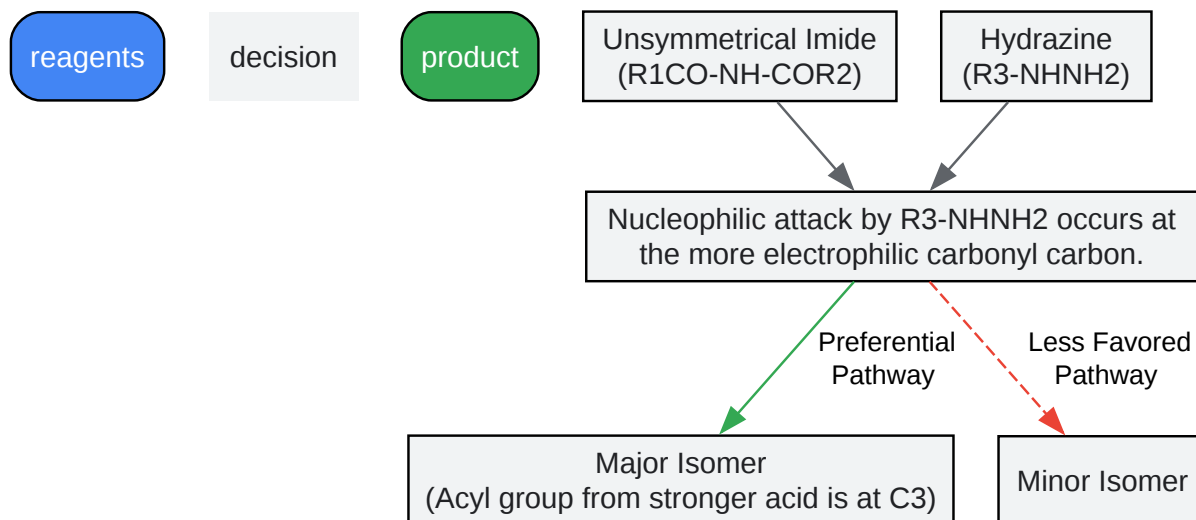 reagents
decision
product
Unsymmetrical Imide
(R1CO-NH-COR2)
Hydrazine
(R3-NHNH2)
Nucleophilic attack by R3-NHNH2 occurs at
the more electrophilic carbonyl carbon.
Preferential
Pathway
Less Favored
Pathway
Major Isomer
(Acyl group from stronger acid is at C3)
Minor Isomer